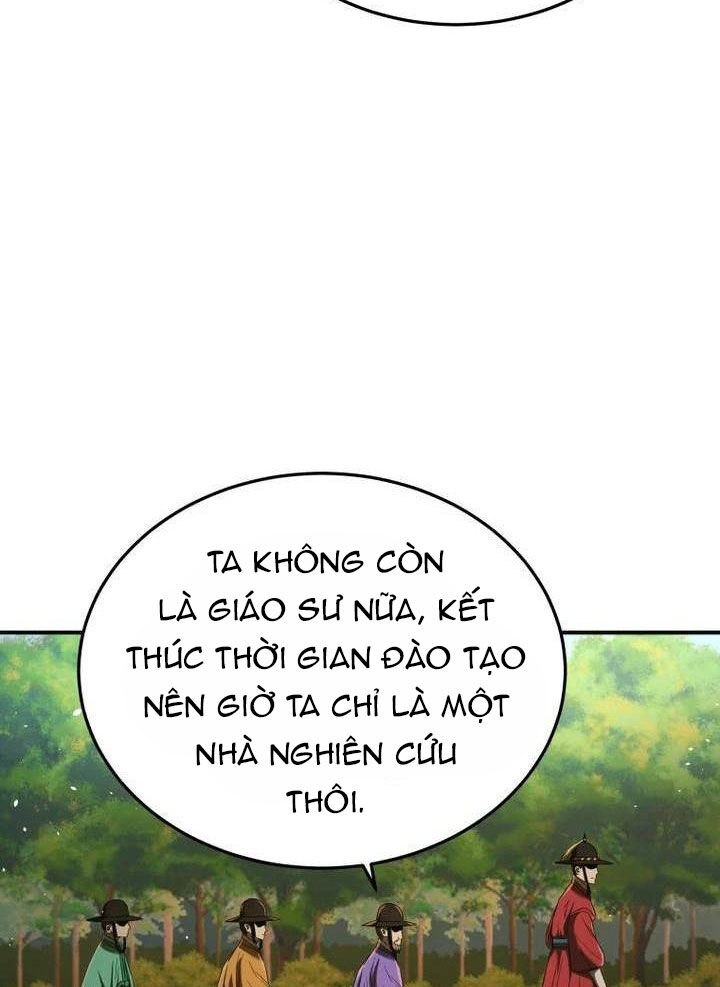 TA KHÔNG CÒN
LÀ GIÁO SƯ NỮA, KẾT
THÚC THỜI GIAN ĐÀO TẠO
NÊN GIỜ TA CHỈ LÀ MỘT
NHÀ NGHIÊN CỨU
THÔI.